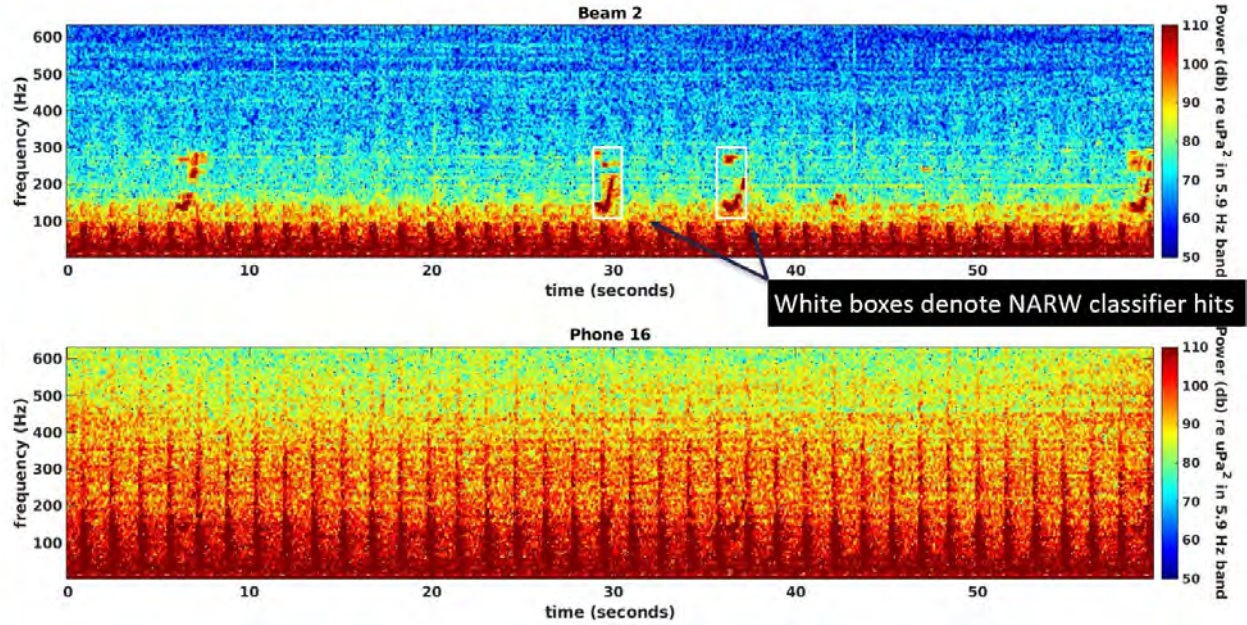 Beam 2
600
500
400
300
200
100
frequency (Hz)
0 10 20 30 40 50
time (seconds)
110
100
90
80
70
60
50
Power (db) re uPa² in 5.9 Hz band
White boxes denote NARW classifier hits
Phone 16
600
500
400
300
200
100
frequency (Hz)
0 10 20 30 40 50
time (seconds)
110
100
90
80
70
60
50
Power (db) re uPa² in 5.9 Hz band